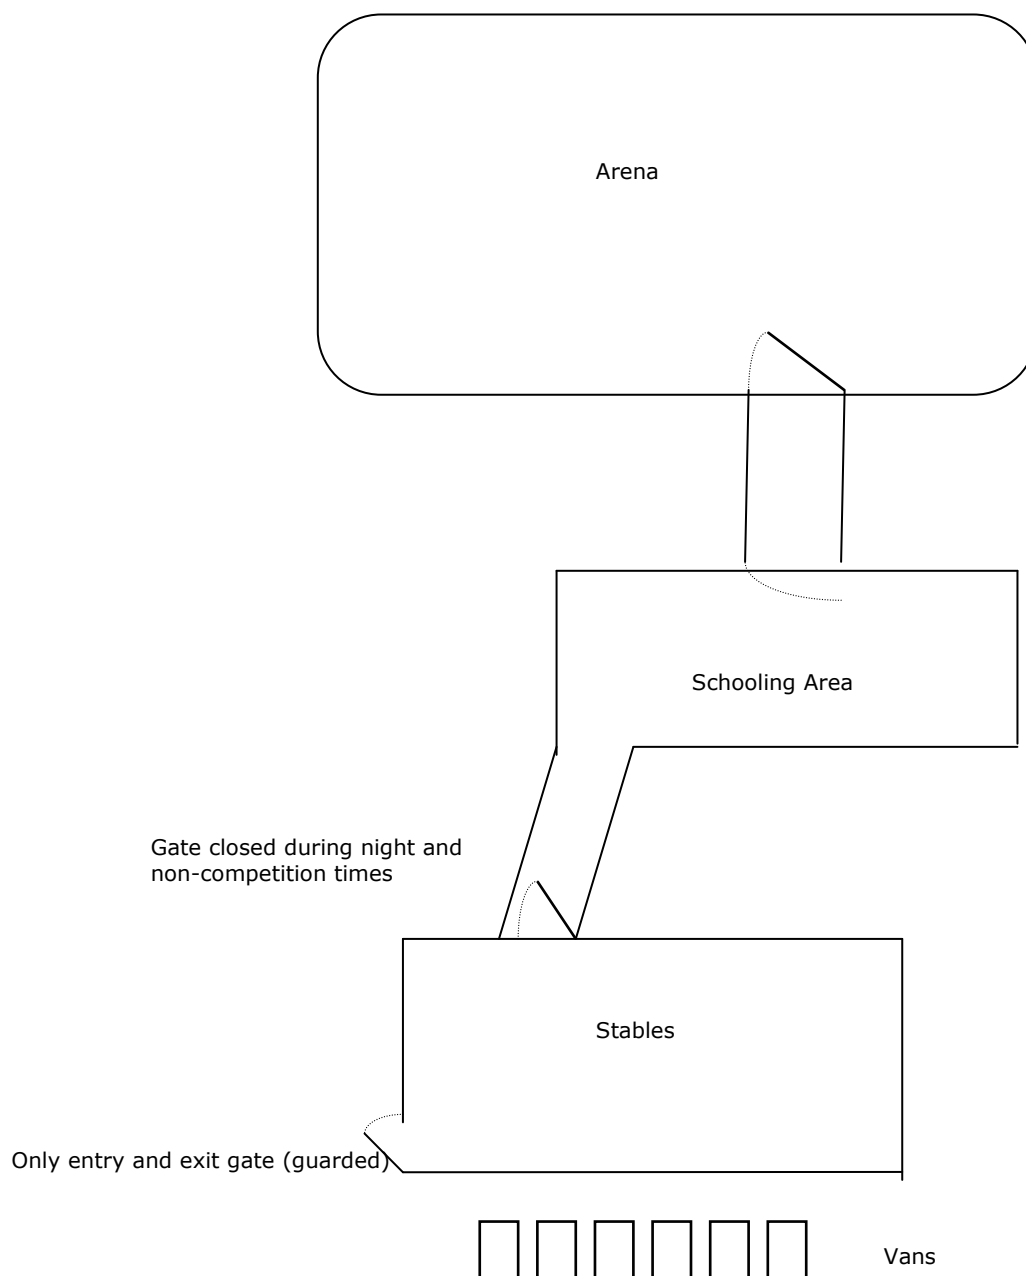 Arena
Schooling Area
Gate closed during night and
non-competition times
Stables
Only entry and exit gate (guarded)
Vans